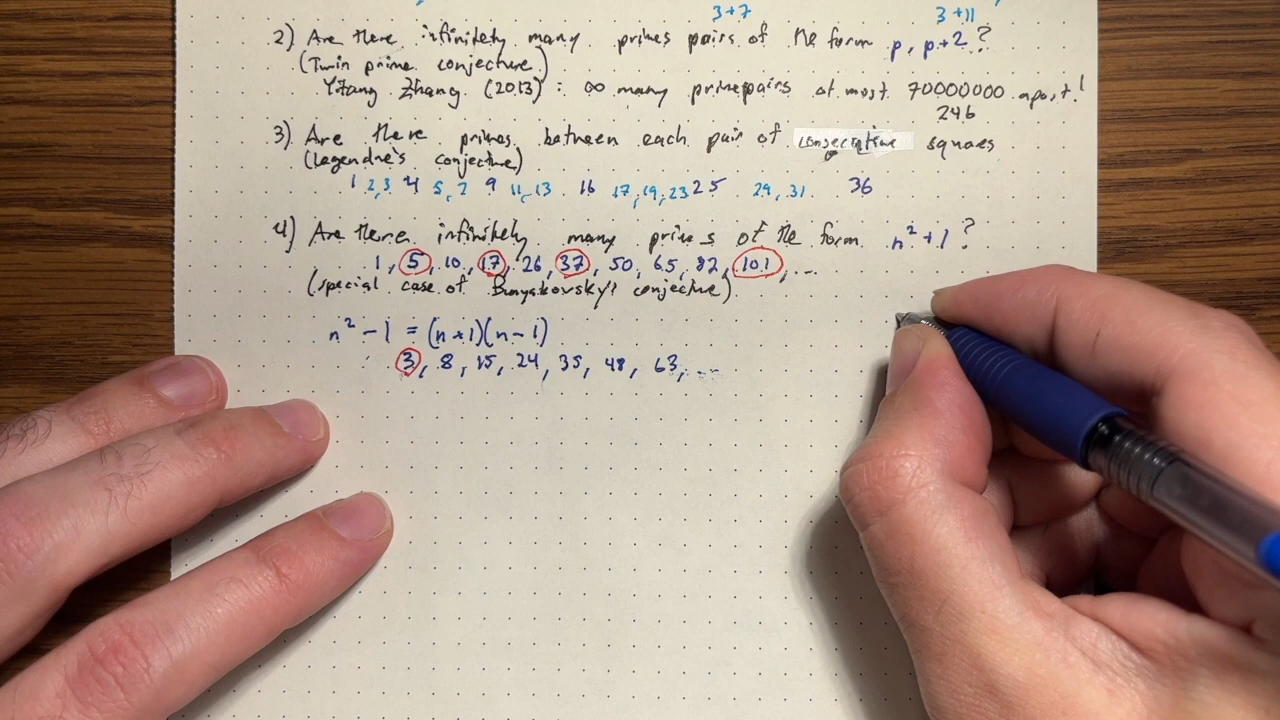 3+7 3+11
2) Are there infinitely many primes pairs of the form p, p+2?
(Twin prime conjecture)
Yitang Zhang (2013): ∞ many prime pairs at most 70000000 apart!
246
3) Are there primes between each pair of consecutive squares
(Legendre's conjecture)
1 2,3 4 5,7 9 11,13 16 17,19,23 25 29,31 36
4) Are there infinitely many primes of the form n²+1?
1, 5, 10, 17, 26, 37, 50, 65, 82, 101, ...
(special case of Bunyakovsky's conjecture)
n²-1 = (n+1)(n-1)
3, 8, 15, 24, 35, 48, 63, ...